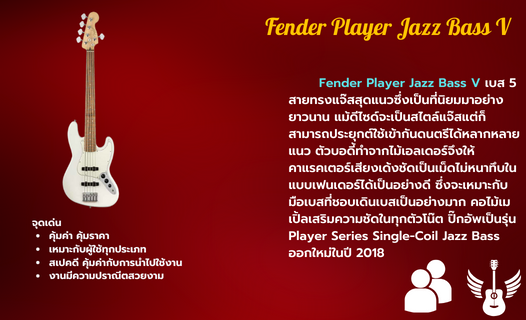 Fender Player Jazz Bass V
Fender Player Jazz Bass V เบส 5
สายทรงแจ๊สสุดแนวซึ่งเป็นที่นิยมมาอย่าง
ยาวนาน แม้ดีไซด์จะเป็นสไตล์แจ๊สแต่ก็
สามารถประยุกต์ใช้เข้ากันดนตรีได้หลากหลาย
แนว ตัวบอดี้ทำจากไม้เอลเดอร์จึงให้
คาแรคเตอร์เสียงเด้งชัดเป็นเม็ดไม่หนาทึบใน
แบบเฟนเดอร์ได้เป็นอย่างดี ซึ่งจะเหมาะกับ
มือเบสที่ชอบเดินเบสเป็นอย่างมาก คอไม้เม
เปิ้ลเสริมความชัดในทุกตัวโน๊ต ปิ๊กอัพเป็นรุ่น
Player Series Single-Coil Jazz Bass
ออกใหม่ในปี 2018
จุดเด่น
คุ้มค่า คุ้มราคา
เหมาะกับผู้ใช้ทุกประเภท
สเปคดี คุ้มค่ากับการนำไปใช้งาน
งานมีความปราณีตสวยงาม